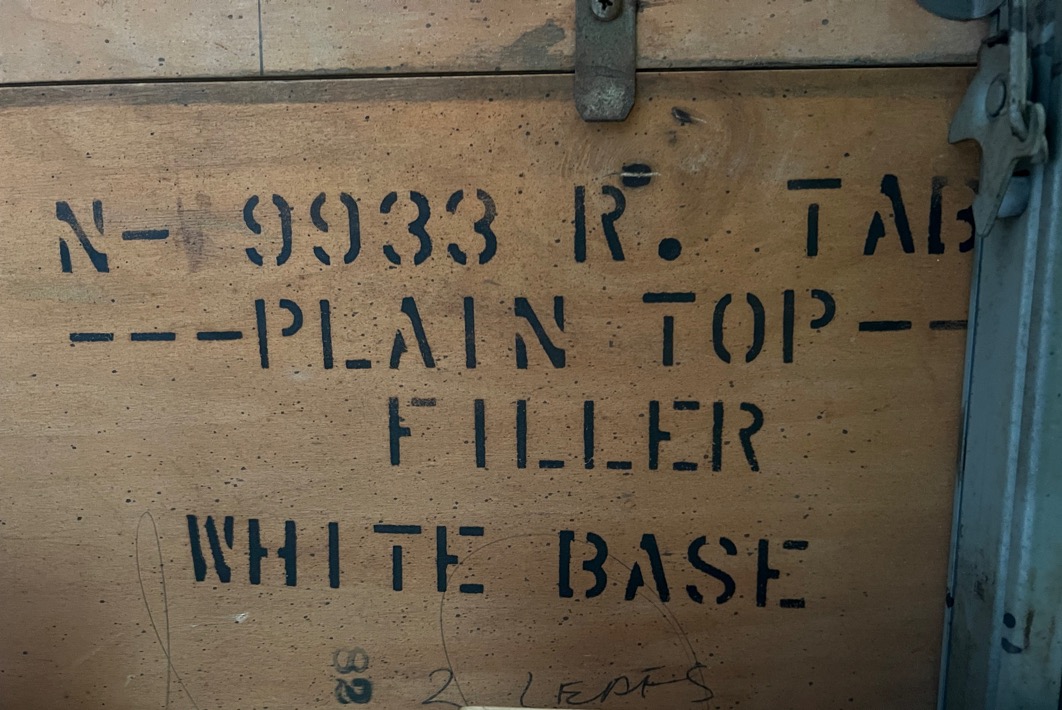 N- 9933 R. TAB
---PLAIN TOP--
FILLER
WHITE BASE
82 2 LEAFS